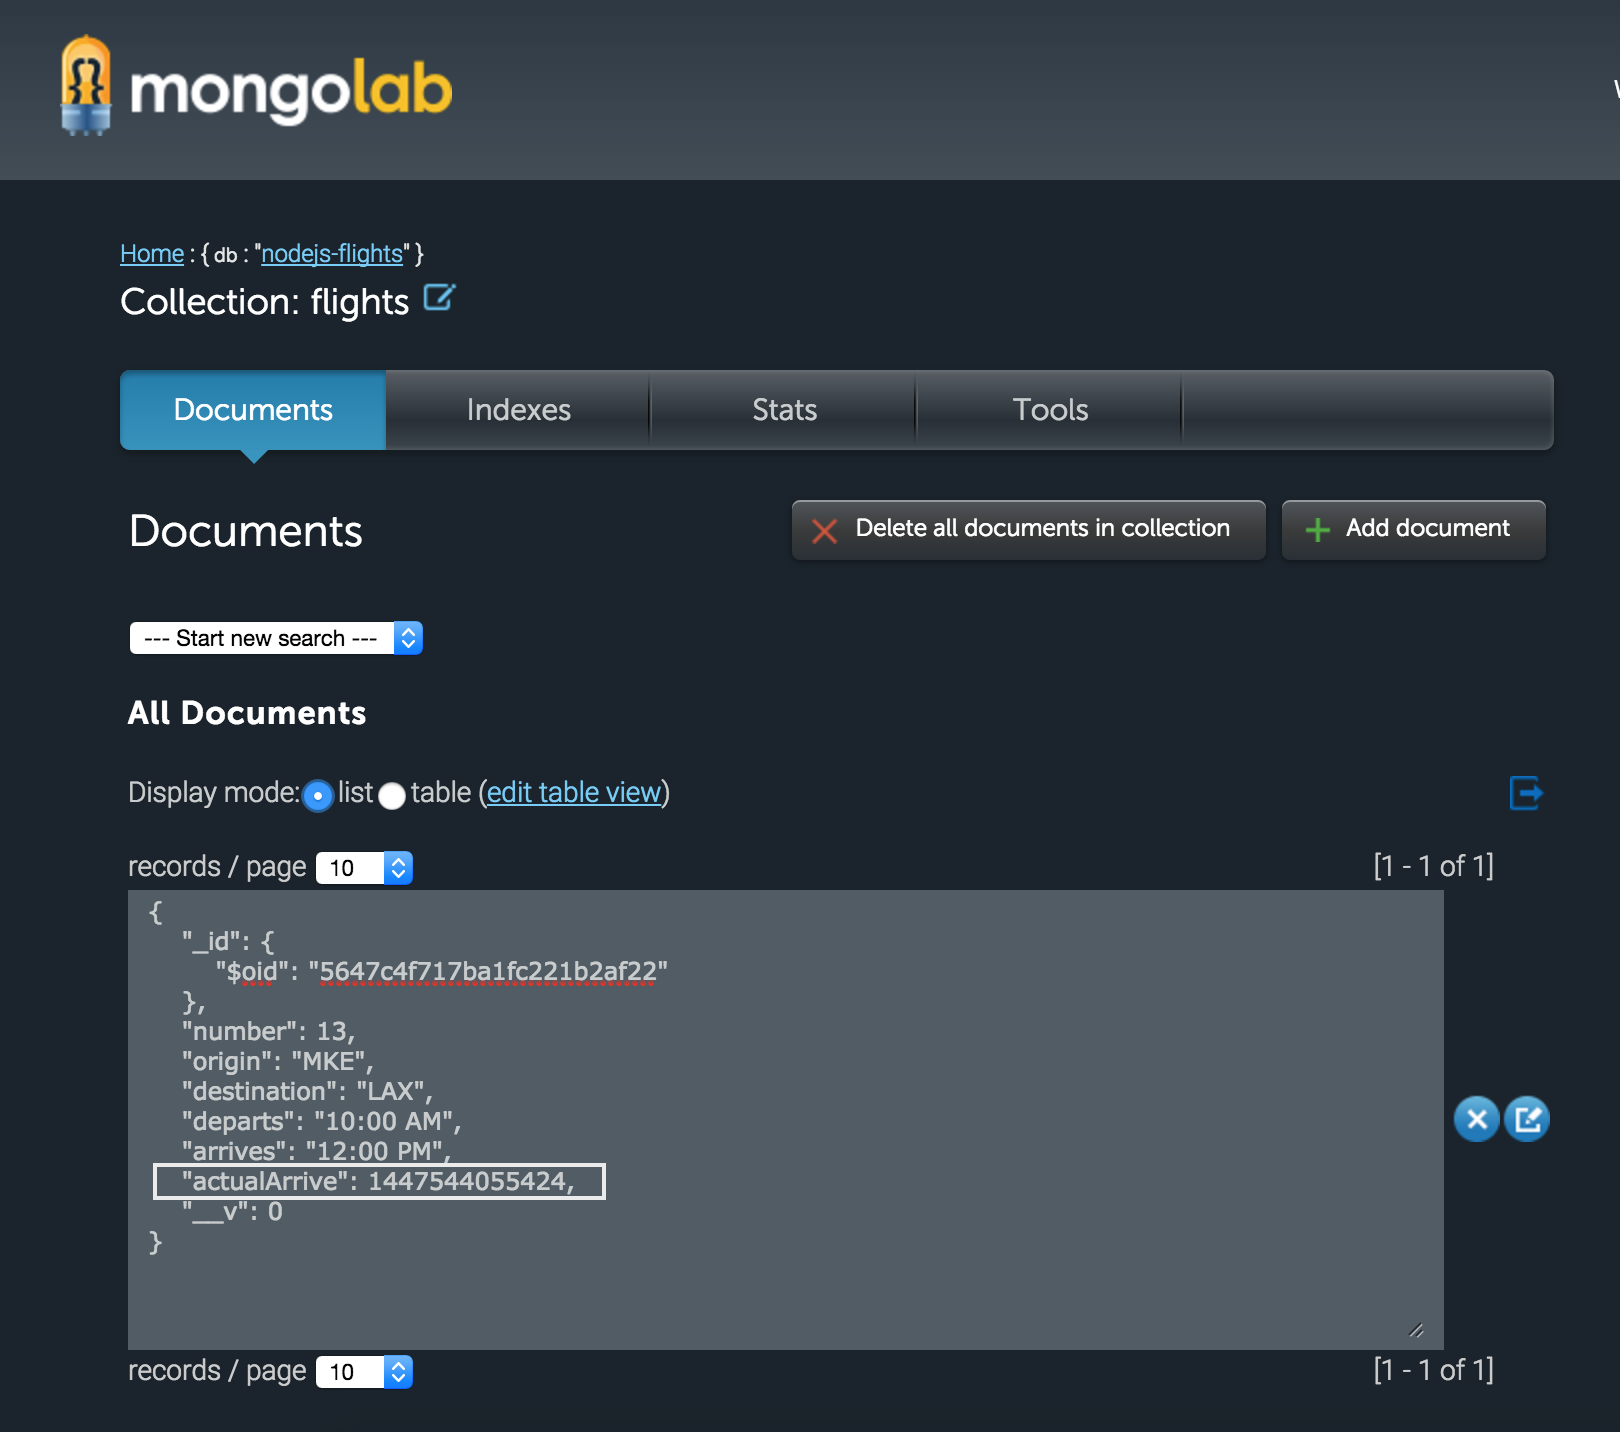 mongolab
Home : { db : "nodejs-flights" }
Collection: flights
Documents Indexes Stats Tools
Documents
Delete all documents in collection
Add document
--- Start new search ---
All Documents
Display mode: list table (edit table view)
records / page 10 [1 - 1 of 1]
{
"_id": {
"$oid": "5647c4f717ba1fc221b2af22"
},
"number": 13,
"origin": "MKE",
"destination": "LAX",
"departs": "10:00 AM",
"arrives": "12:00 PM",
"actualArrive": 1447544055424,
"__v": 0
}
records / page 10 [1 - 1 of 1]